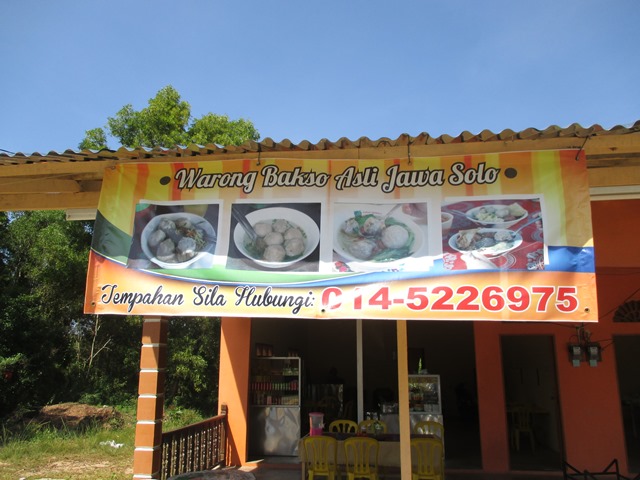 Warong Bakso Asli Jawa Solo
Tempahan Sila Hubungi: 014-5226975